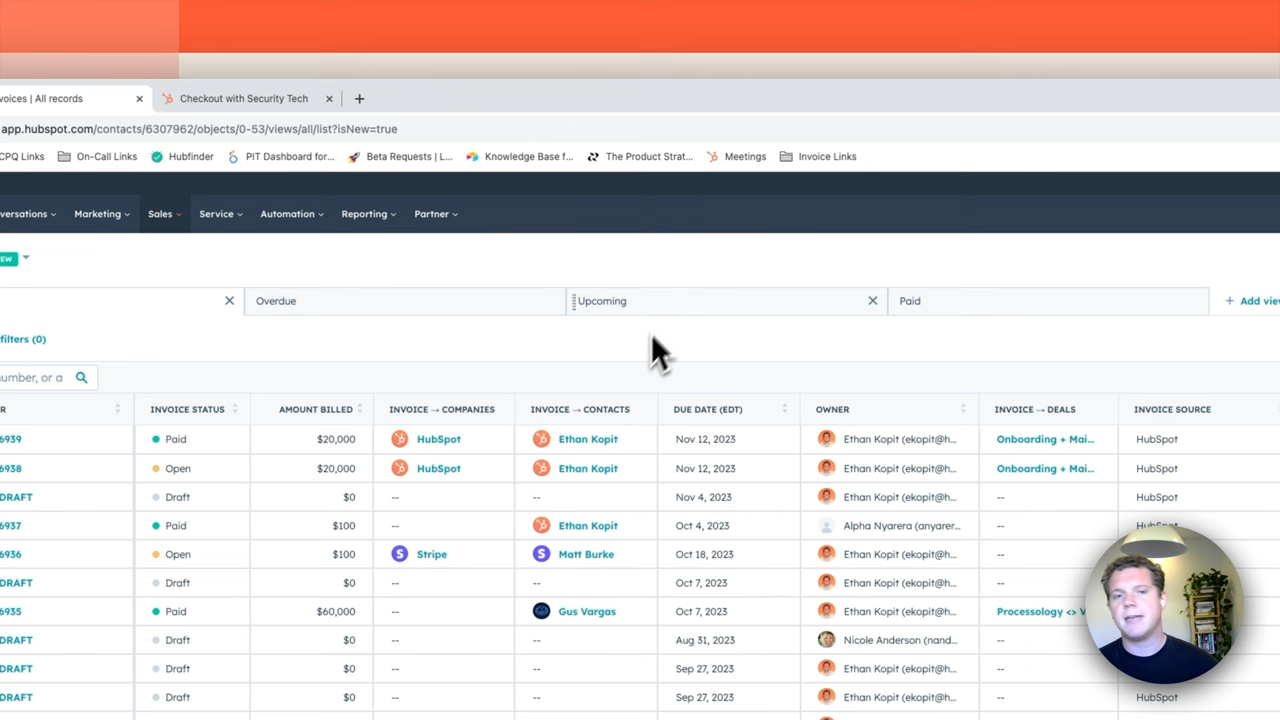 voices | All records
Checkout with Security Tech
app.hubspot.com/contacts/6307962/objects/0-53/views/all/list?isNew=true
CPQ Links On-Call Links Hubfinder PIT Dashboard for... Beta Requests | L... Knowledge Base f... The Product Strat... Meetings Invoice Links
versations Marketing Sales Service Automation Reporting Partner
EW
Overdue Upcoming Paid + Add vie
filters (0)
number, or a
R INVOICE STATUS AMOUNT BILLED INVOICE → COMPANIES INVOICE → CONTACTS DUE DATE (EDT) OWNER INVOICE → DEALS INVOICE SOURCE
6939 Paid $20,000 HubSpot Ethan Kopit Nov 12, 2023 Ethan Kopit (ekopit@h... Onboarding + Mai... HubSpot
6938 Open $20,000 HubSpot Ethan Kopit Nov 12, 2023 Ethan Kopit (ekopit@h... Onboarding + Mai... HubSpot
DRAFT Draft $0 -- -- Nov 4, 2023 Ethan Kopit (ekopit@h... -- HubSpot
6937 Paid $100 -- Ethan Kopit Oct 4, 2023 Alpha Nyarera (anyarer... -- HubSpot
6936 Open $100 S Stripe S Matt Burke Oct 18, 2023 Ethan Kopit (ekopit@h... --
DRAFT Draft $0 -- -- Oct 7, 2023 Ethan Kopit (ekopit@h... --
6935 Paid $60,000 -- Gus Vargas Oct 7, 2023 Ethan Kopit (ekopit@h... Processology <> V
DRAFT Draft $0 -- -- Aug 31, 2023 Nicole Anderson (nand... --
DRAFT Draft $0 -- -- Sep 27, 2023 Ethan Kopit (ekopit@h... --
DRAFT Draft $0 -- -- Sep 27, 2023 Ethan Kopit (ekopit@h... -- HubSpot